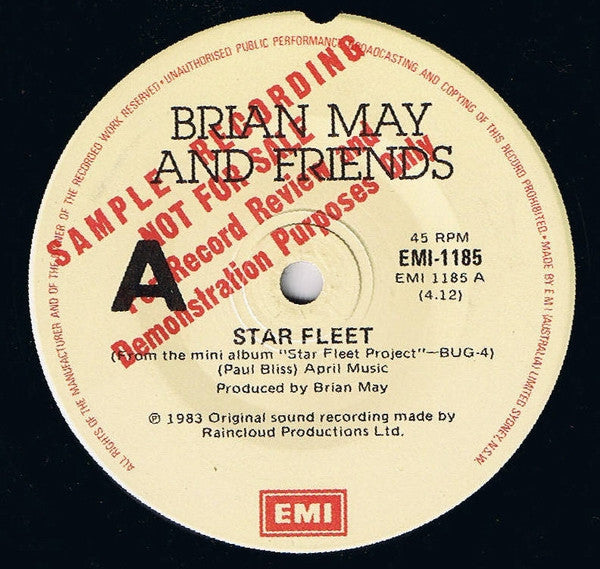 ALL RIGHTS OF THE MANUFACTURER AND OF THE OWNER OF THE RECORDED WORK RESERVED • UNAUTHORISED PUBLIC PERFORMANCE BROADCASTING AND COPYING OF THIS RECORD PROHIBITED • MADE BY E M I (AUSTRALIA) LIMITED SYDNEY, N.S.W.
BRIAN MAY
AND FRIENDS
SAMPLE RECORDING
NOT FOR SALE
For Record Review and
Demonstration Purposes Only
A
45 RPM
EMI-1185
EMI 1185 A
(4.12)
STAR FLEET
(From the mini album "Star Fleet Project"—BUG-4)
(Paul Bliss) April Music
Produced by Brian May
℗ 1983 Original sound recording made by
Raincloud Productions Ltd.
EMI